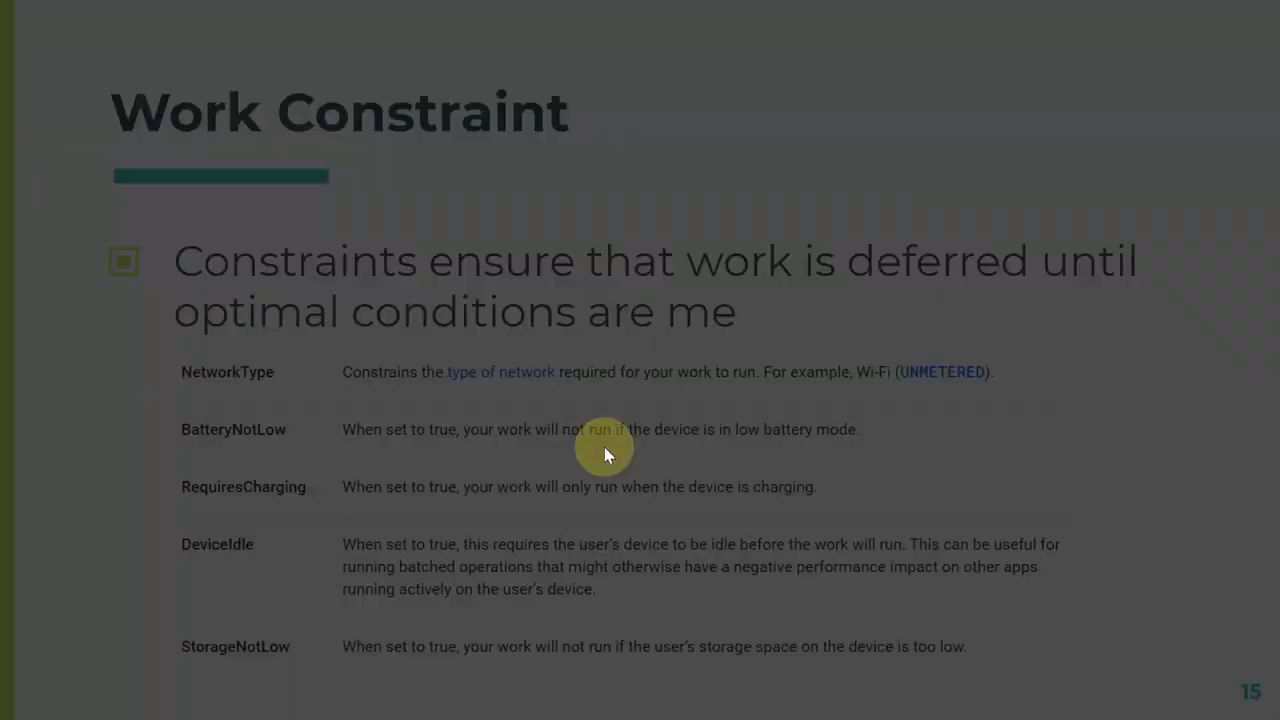 Work Constraint
Constraints ensure that work is deferred until
optimal conditions are me
NetworkType Constrains the type of network required for your work to run. For example, Wi-Fi (UNMETERED).
BatteryNotLow When set to true, your work will not run if the device is in low battery mode.
RequiresCharging When set to true, your work will only run when the device is charging.
DeviceIdle When set to true, this requires the user's device to be idle before the work will run. This can be useful for
running batched operations that might otherwise have a negative performance impact on other apps
running actively on the user's device.
StorageNotLow When set to true, your work will not run if the user's storage space on the device is too low.
15